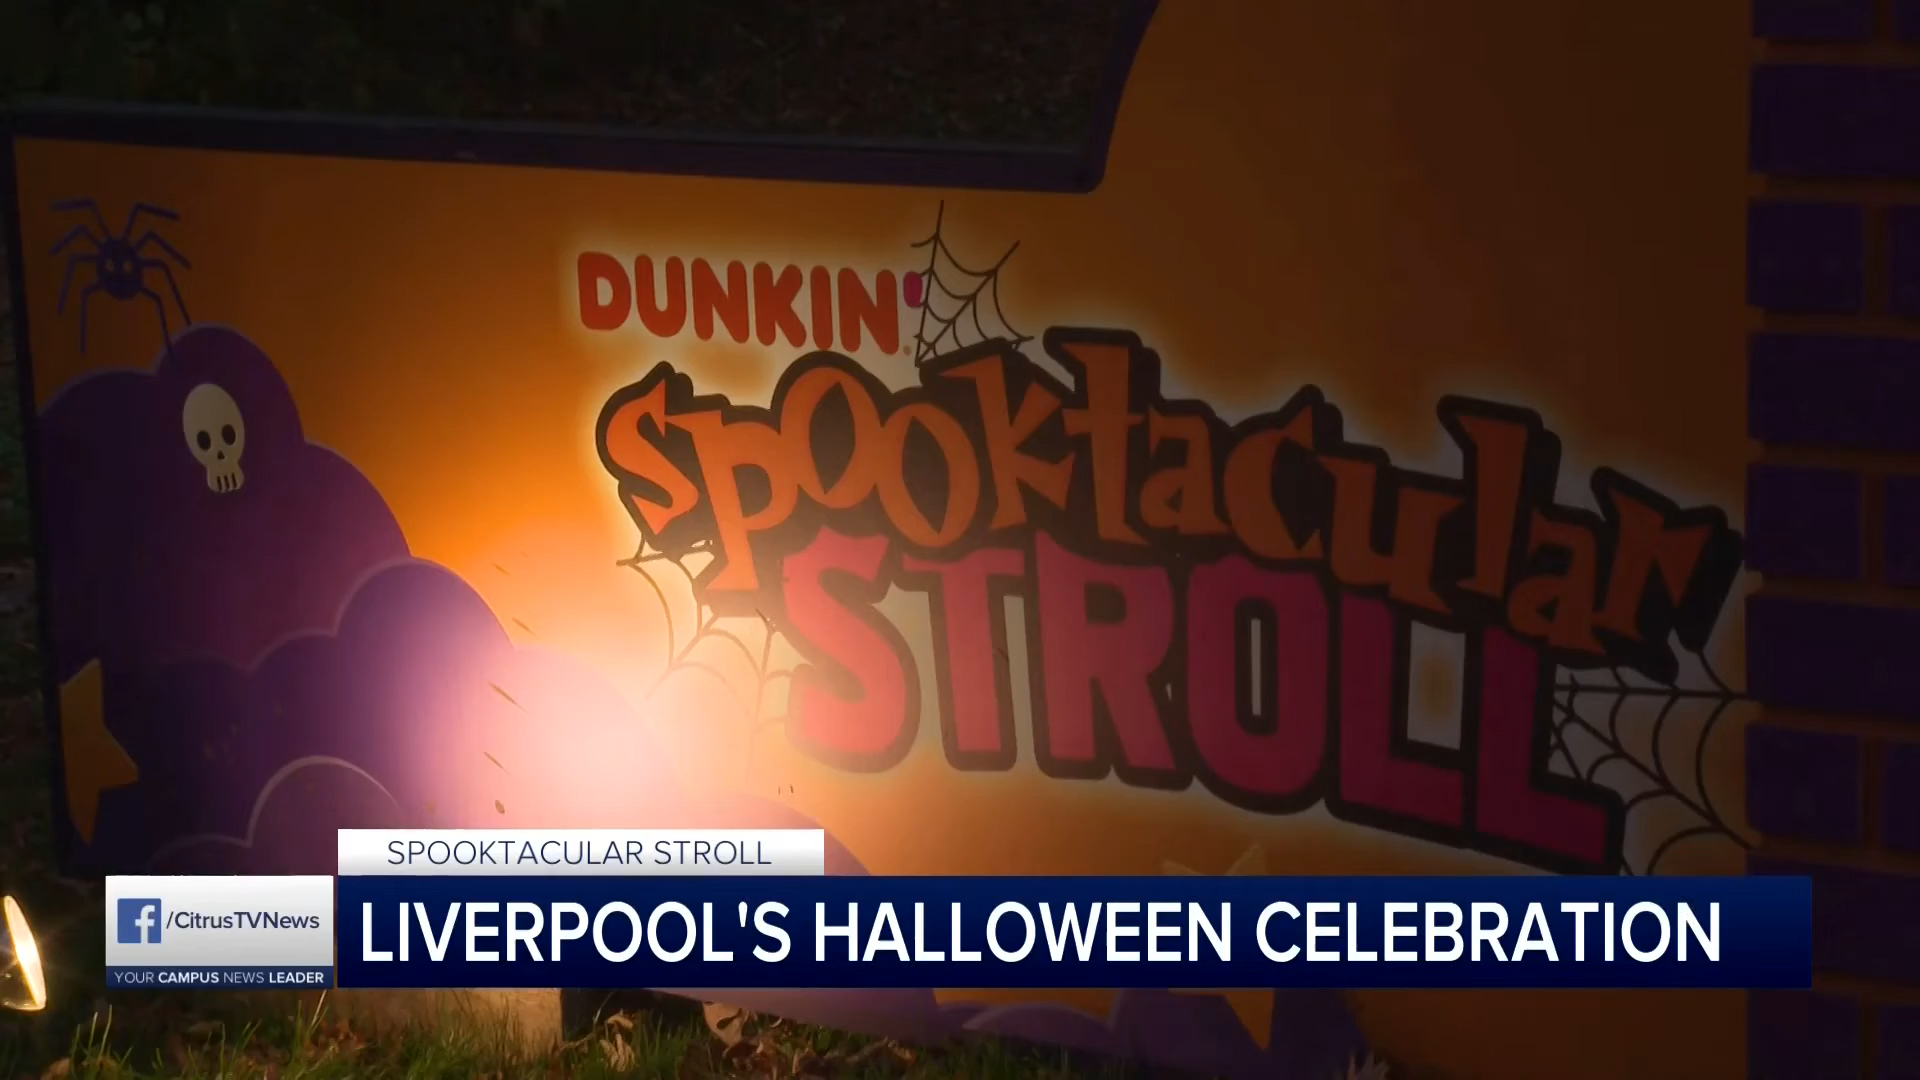 DUNKIN'
Spooktacular
STROLL
SPOOKTACULAR STROLL
LIVERPOOL'S HALLOWEEN CELEBRATION
/CitrusTVNews
YOUR CAMPUS NEWS LEADER